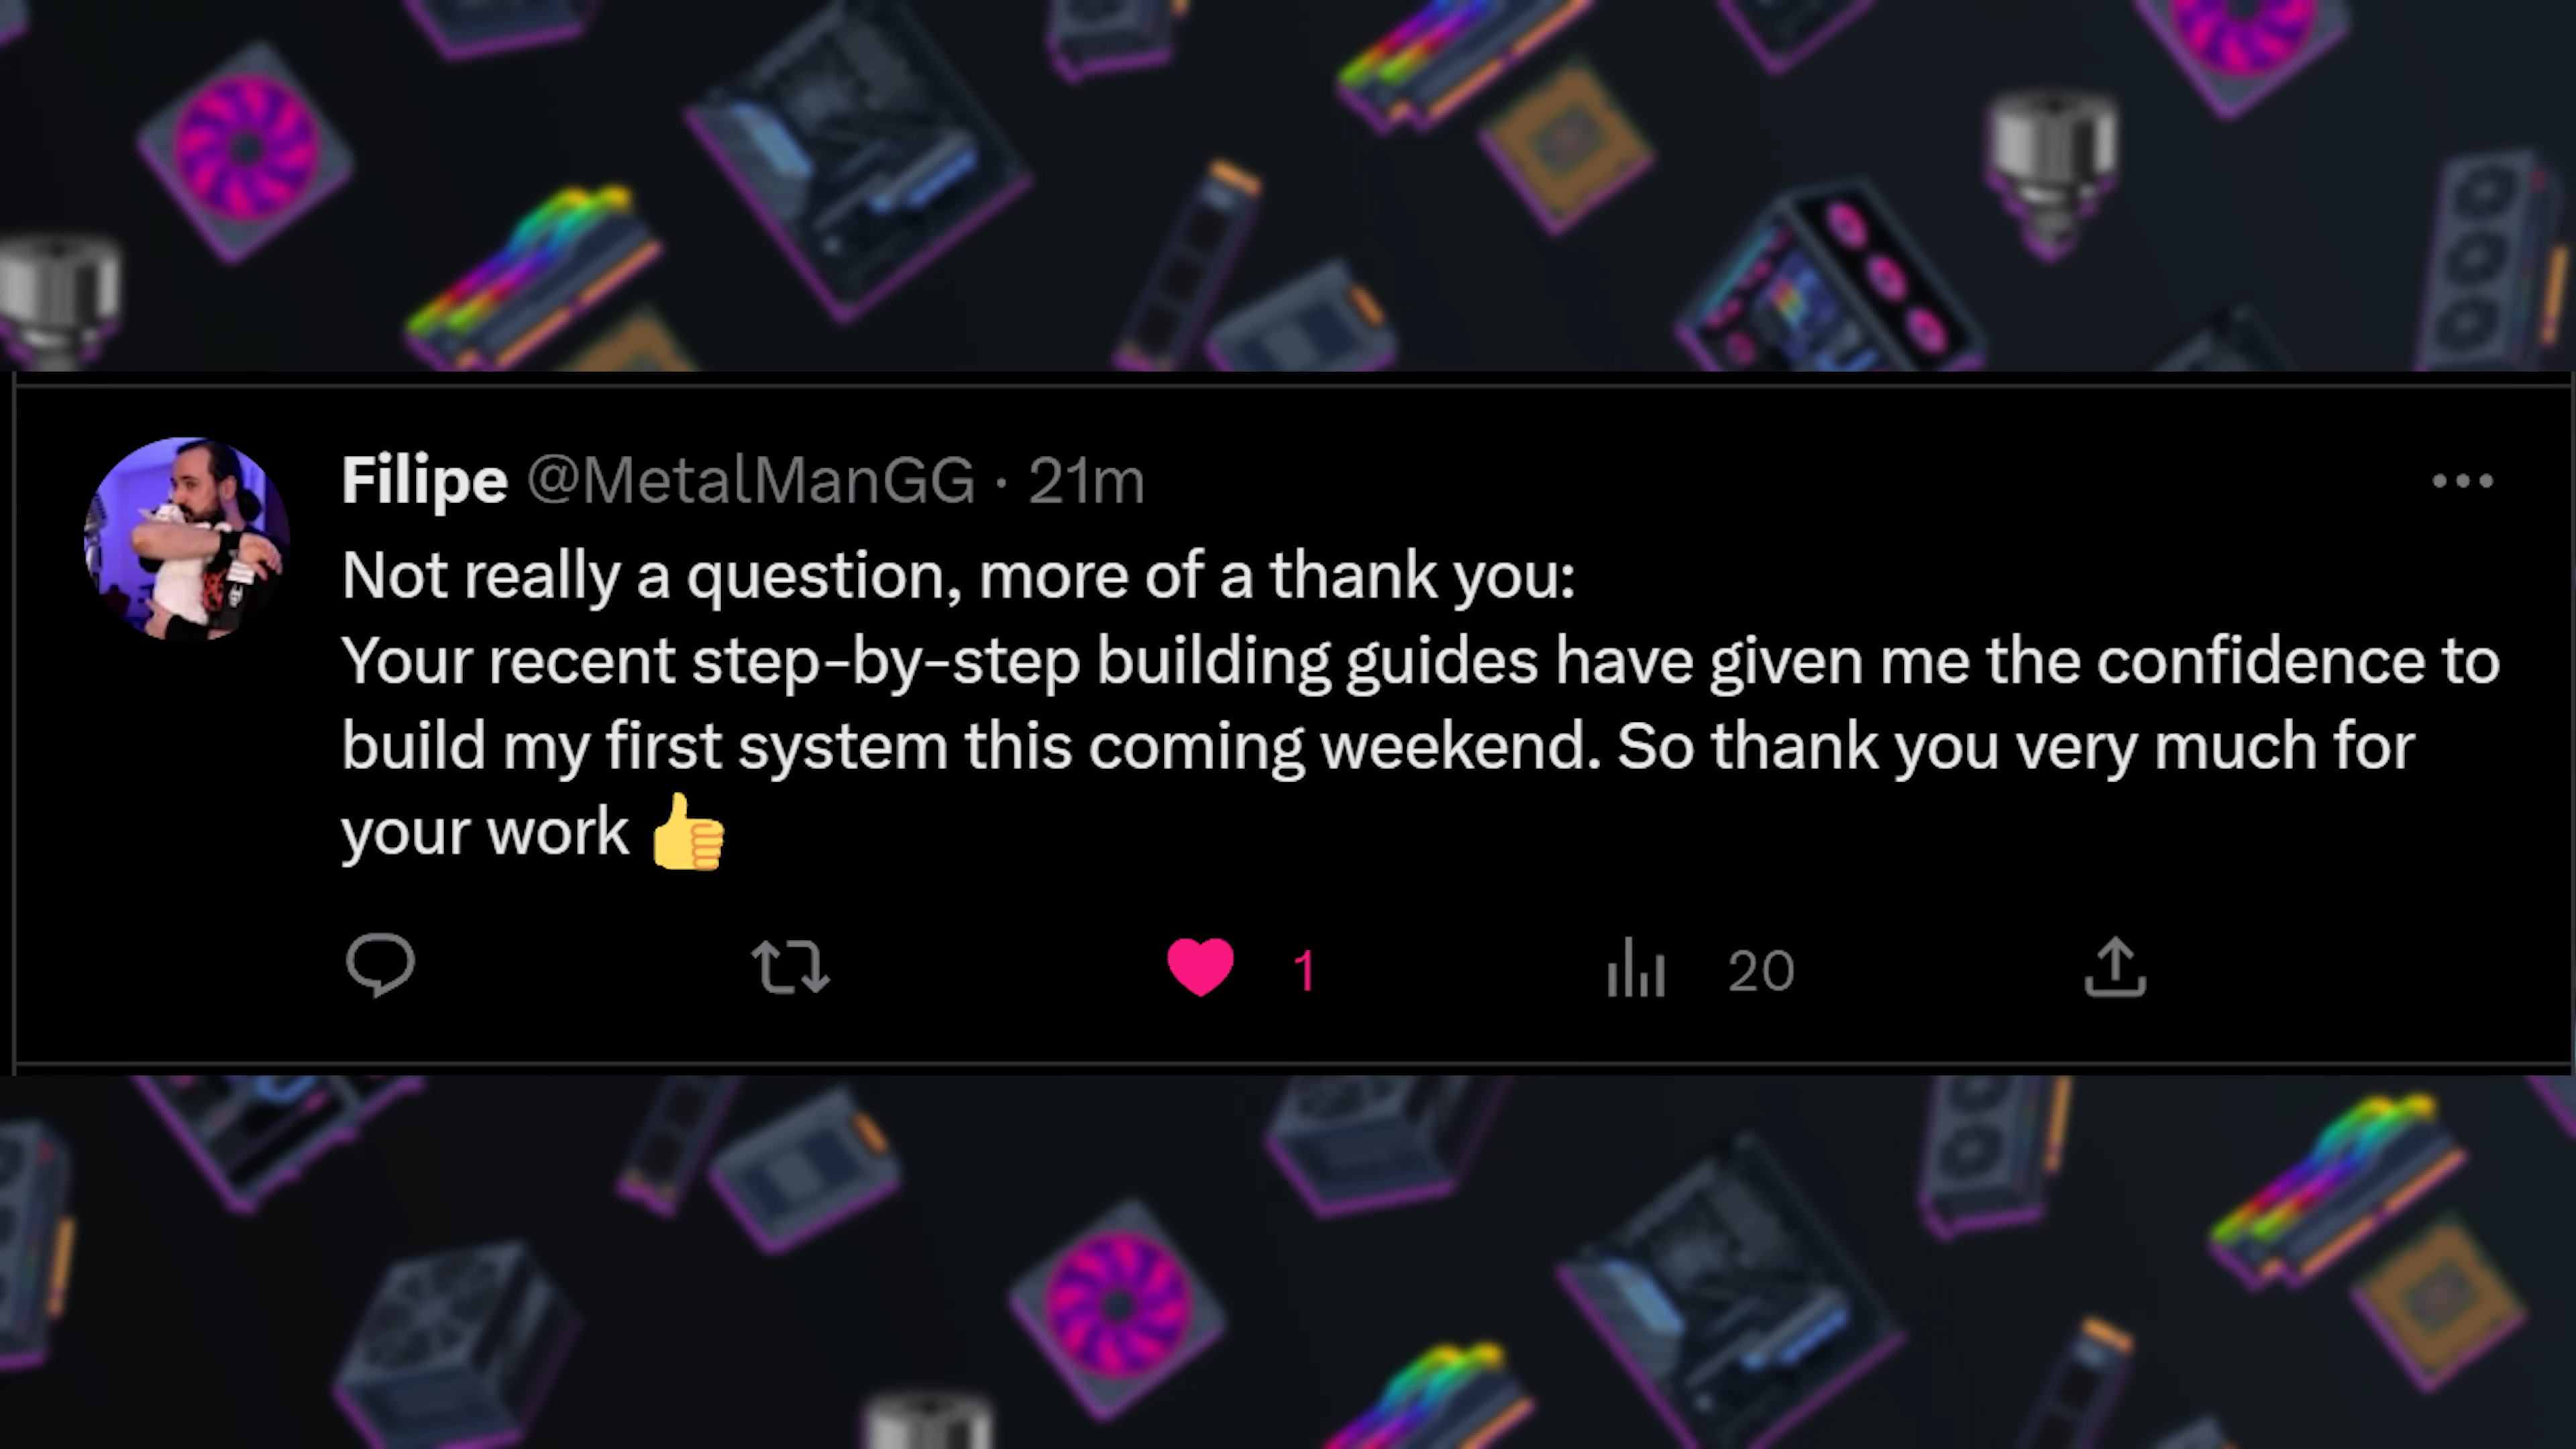 Filipe @MetalManGG · 21m
Not really a question, more of a thank you:
Your recent step-by-step building guides have given me the confidence to
build my first system this coming weekend. So thank you very much for
your work 👍
1 20